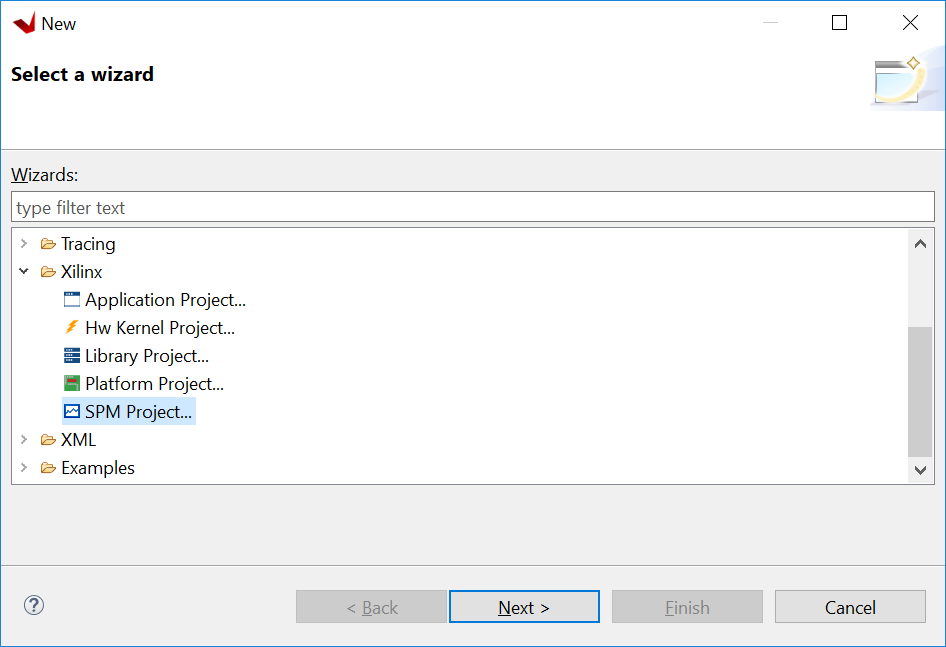 New
Select a wizard
Wizards:
type filter text
Tracing
Xilinx
Application Project...
Hw Kernel Project...
Library Project...
Platform Project...
SPM Project...
XML
Examples
? < Back Next > Finish Cancel